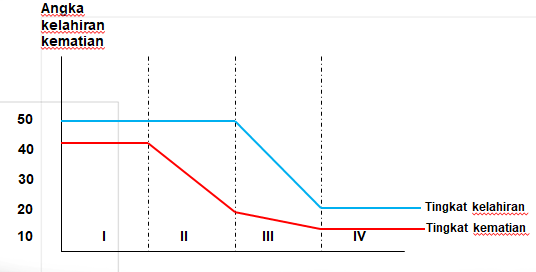 Angka
kelahiran
kematian
50
40
30
20
10
I
II
III
IV
Tingkat kelahiran
Tingkat kematian